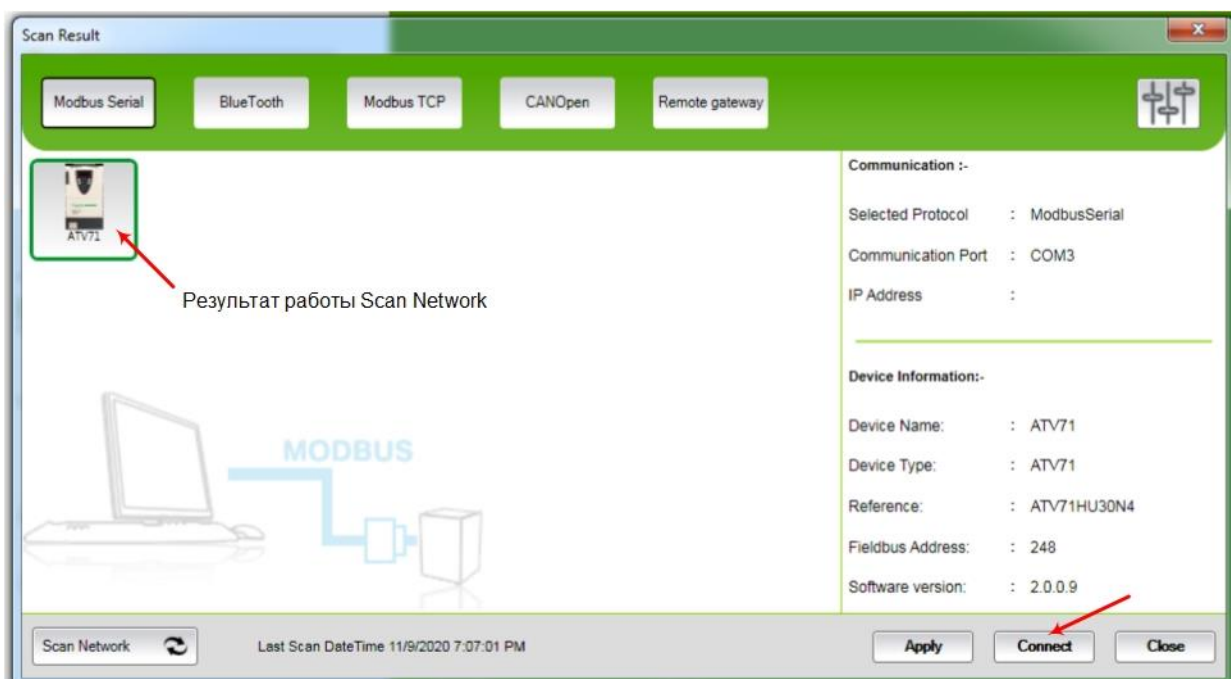 Scan Result
x
Modbus Serial BlueTooth Modbus TCP CANOpen Remote gateway
ATV71
Результат работы Scan Network
MODBUS
Communication :-
Selected Protocol : ModbusSerial
Communication Port : COM3
IP Address :
Device Information:-
Device Name: : ATV71
Device Type: : ATV71
Reference: : ATV71HU30N4
Fieldbus Address: : 248
Software version: : 2.0.0.9
Scan Network Last Scan DateTime 11/9/2020 7:07:01 PM Apply Connect Close